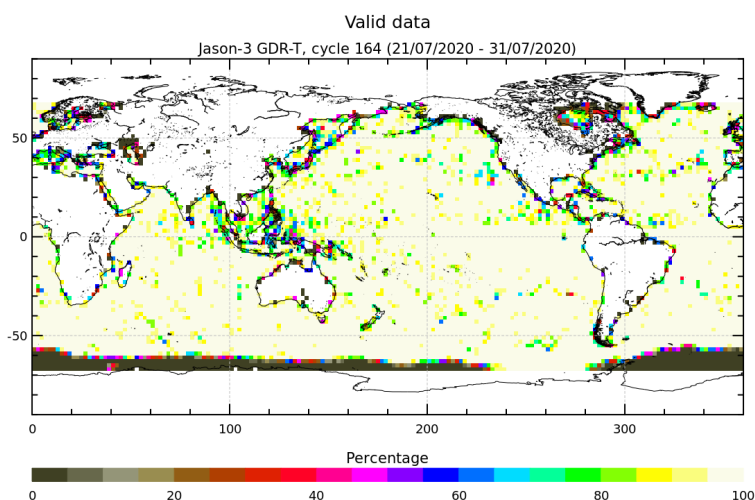 Valid data
Jason-3 GDR-T, cycle 164 (21/07/2020 - 31/07/2020)
50
0
-50
0 100 200 300
Percentage
0 20 40 60 80 100